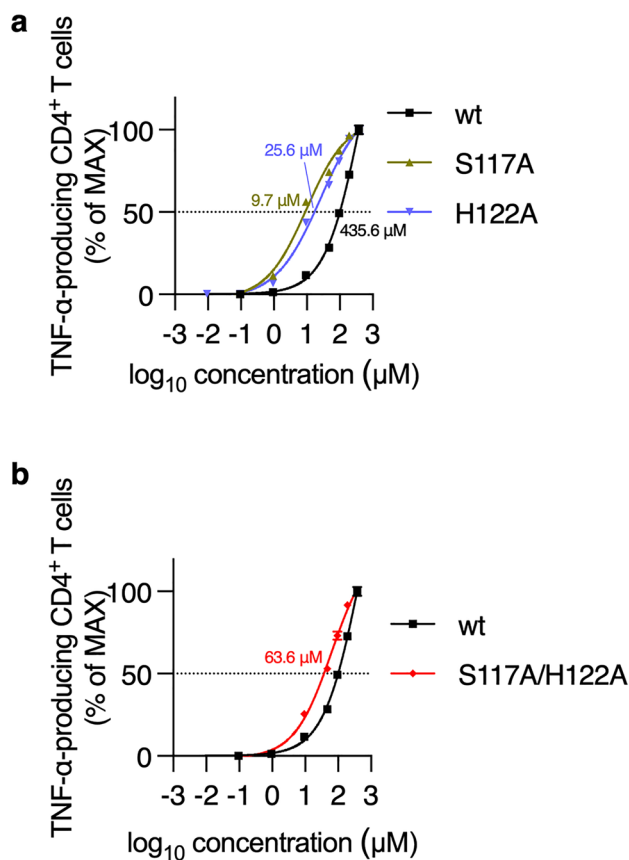 a
TNF-α-producing CD4⁺ T cells
(% of MAX)
100
50
0
25.6 µM
9.7 µM
435.6 µM
-3 -2 -1 0 1 2 3
log₁₀ concentration (µM)
wt
S117A
H122A
b
TNF-α-producing CD4⁺ T cells
(% of MAX)
100
50
0
63.6 µM
-3 -2 -1 0 1 2 3
log₁₀ concentration (µM)
wt
S117A/H122A